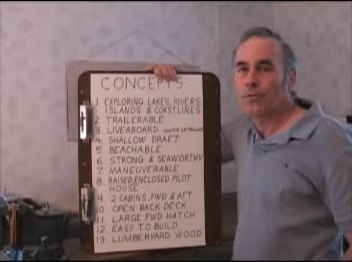 CONCEPTS
1. EXPLORING LAKES, RIVERS
ISLANDS & COASTLINES
2. TRAILERABLE
3. LIVEABOARD
4. SHALLOW DRAFT
5. BEACHABLE
6. STRONG & SEAWORTHY
7. MANEUVERABLE
8. RAISED, ENCLOSED PILOT
HOUSE
9. 2 CABINS, FWD & AFT
10. OPEN BACK DECK
11. LARGE FWD HATCH
12. EASY TO BUILD
13. LUMBERYARD WOOD